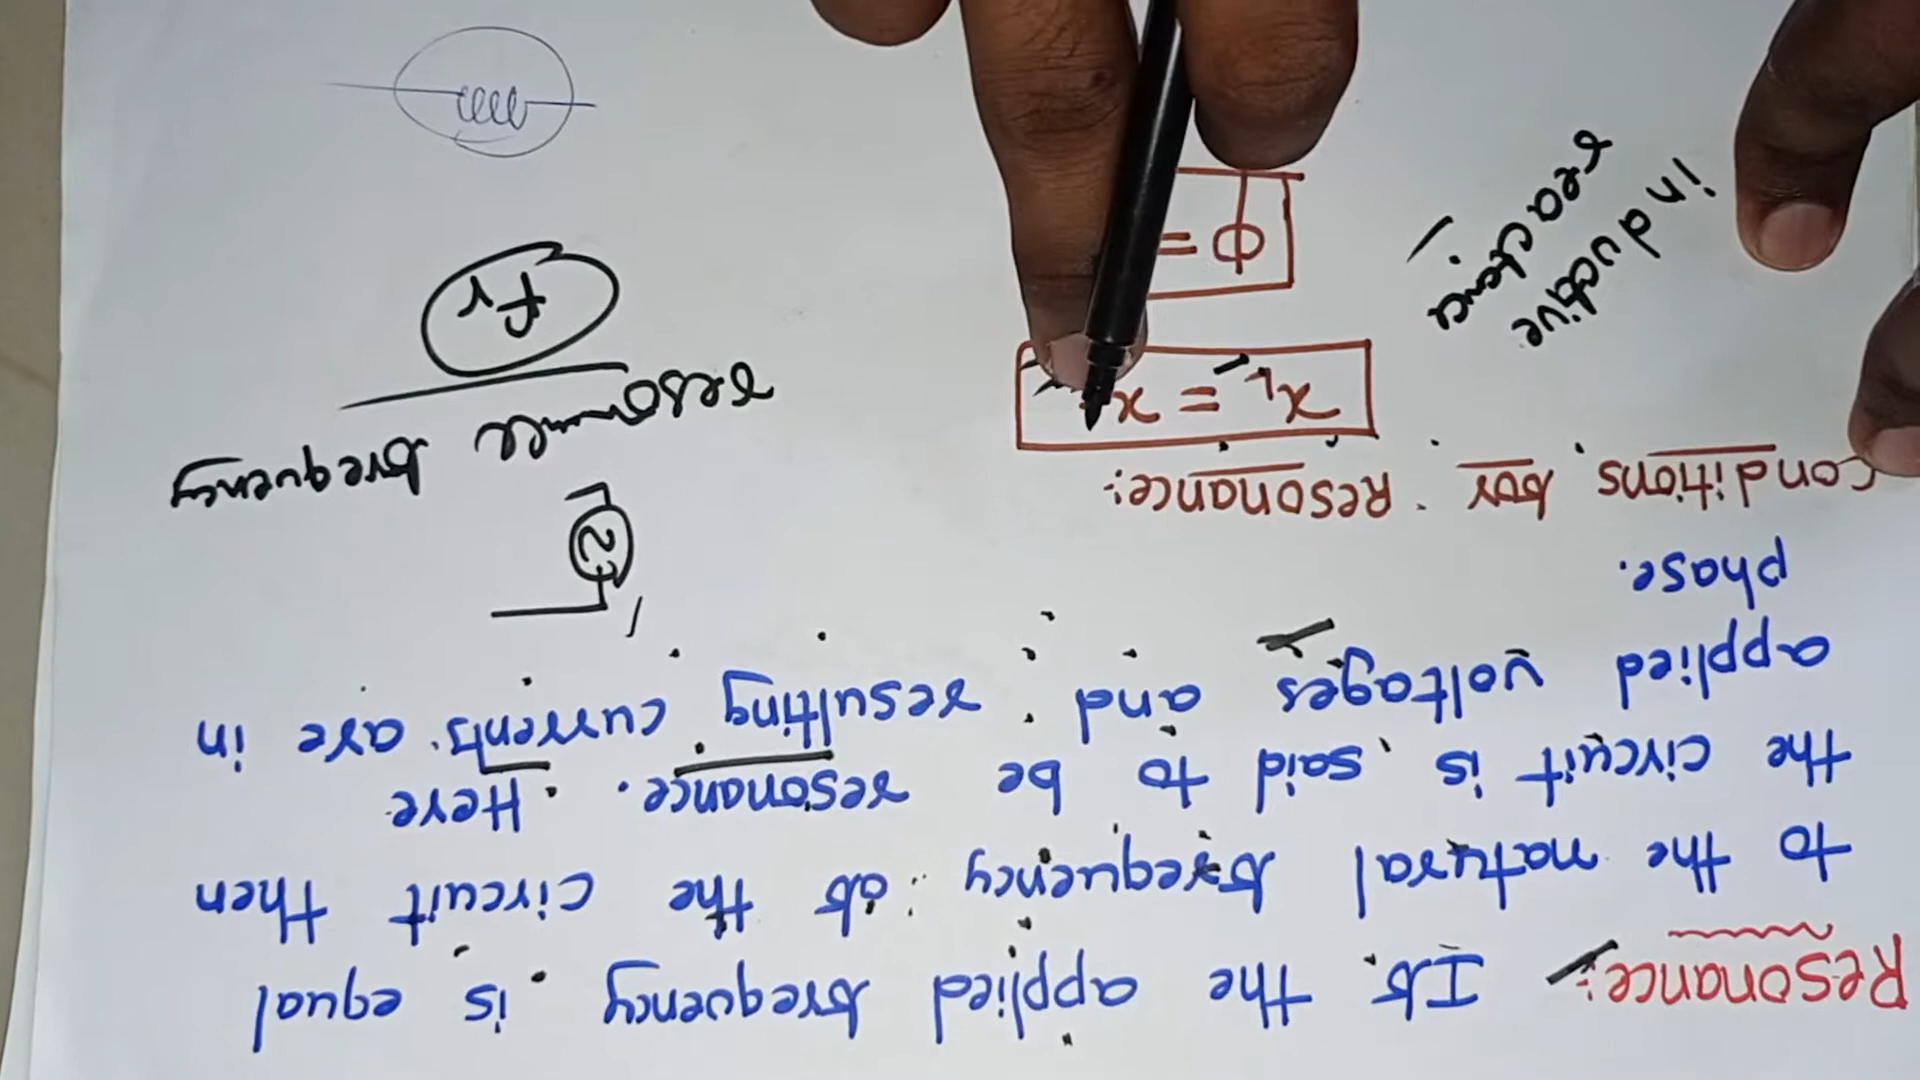 Resonance:- If the applied frequency is equal
to the natural frequency of the circuit then
the circuit is said to be resonance. Here
applied voltages and resulting currents are in
phase.
Conditions for Resonance:-
xL = x
ϕ =
inductive
reactance
resonance frequency
Fr